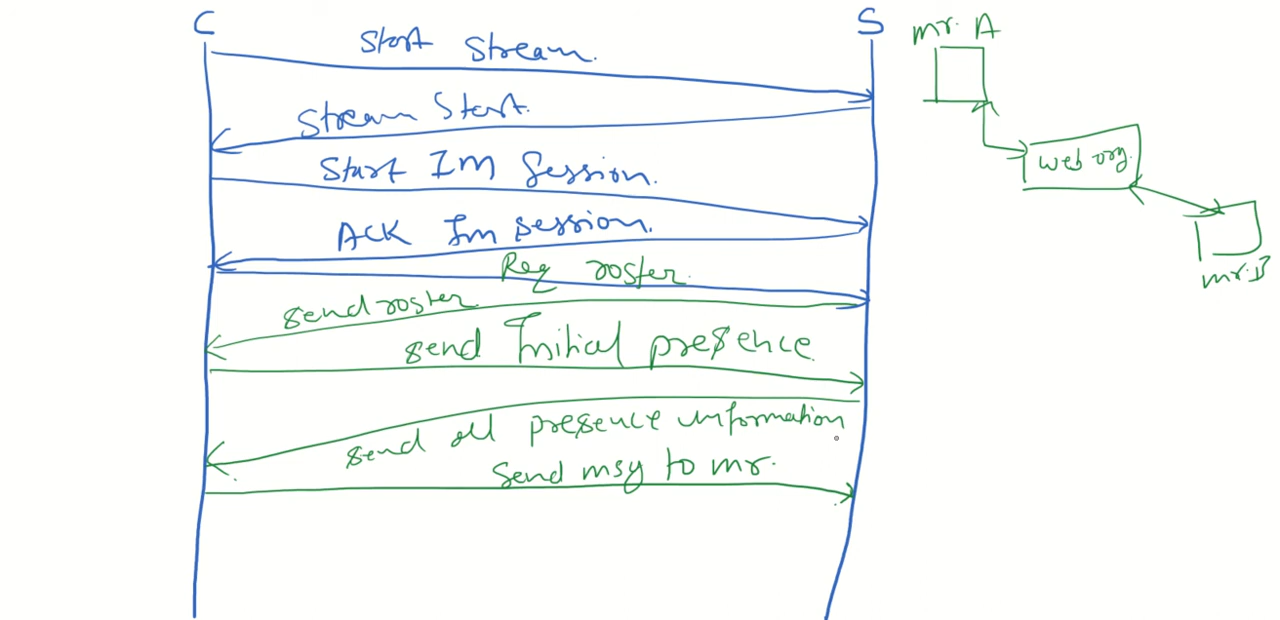 C
S
Start Stream.
Stream Start.
Start IM Session.
ACK Im session.
Req roster.
send roster
send Initial presence
send all presence information
Send msg to mr.
mr. A
web org.
mr. B